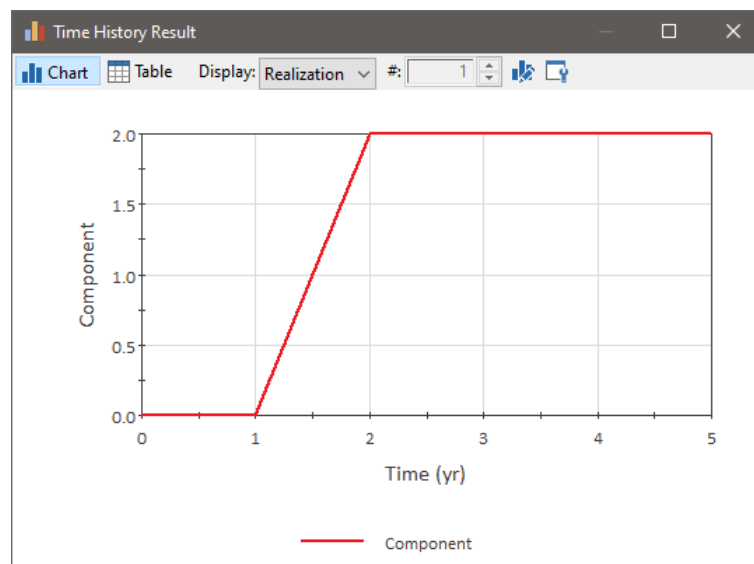 Time History Result
Chart Table Display: Realization #: 1
2.0
1.5
1.0
0.5
0.0
Component
0 1 2 3 4 5
Time (yr)
Component